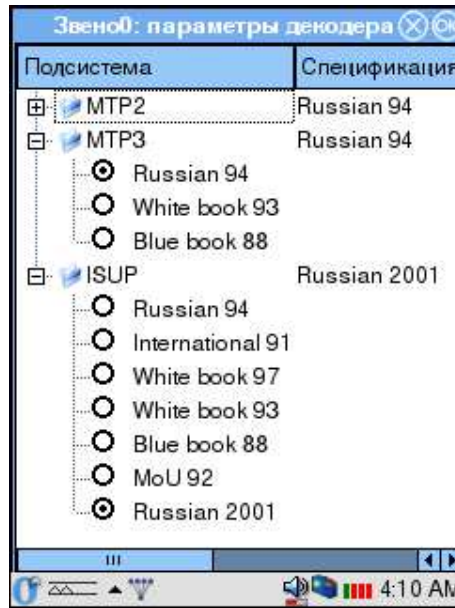 Звено0: параметры декодера OK
Подсистема Спецификация
MTP2 Russian 94
MTP3 Russian 94
Russian 94
White book 93
Blue book 88
ISUP Russian 2001
Russian 94
International 91
White book 97
White book 93
Blue book 88
MoU 92
Russian 2001
4:10 AM